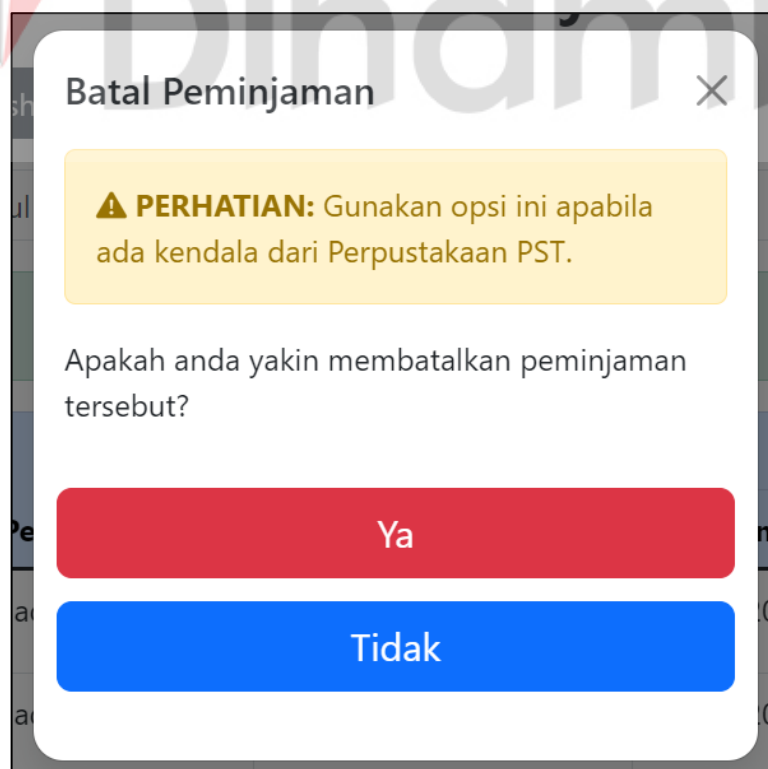 Batal Peminjaman
PERHATIAN: Gunakan opsi ini apabila
ada kendala dari Perpustakaan PST.
Apakah anda yakin membatalkan peminjaman
tersebut?
Ya
Tidak